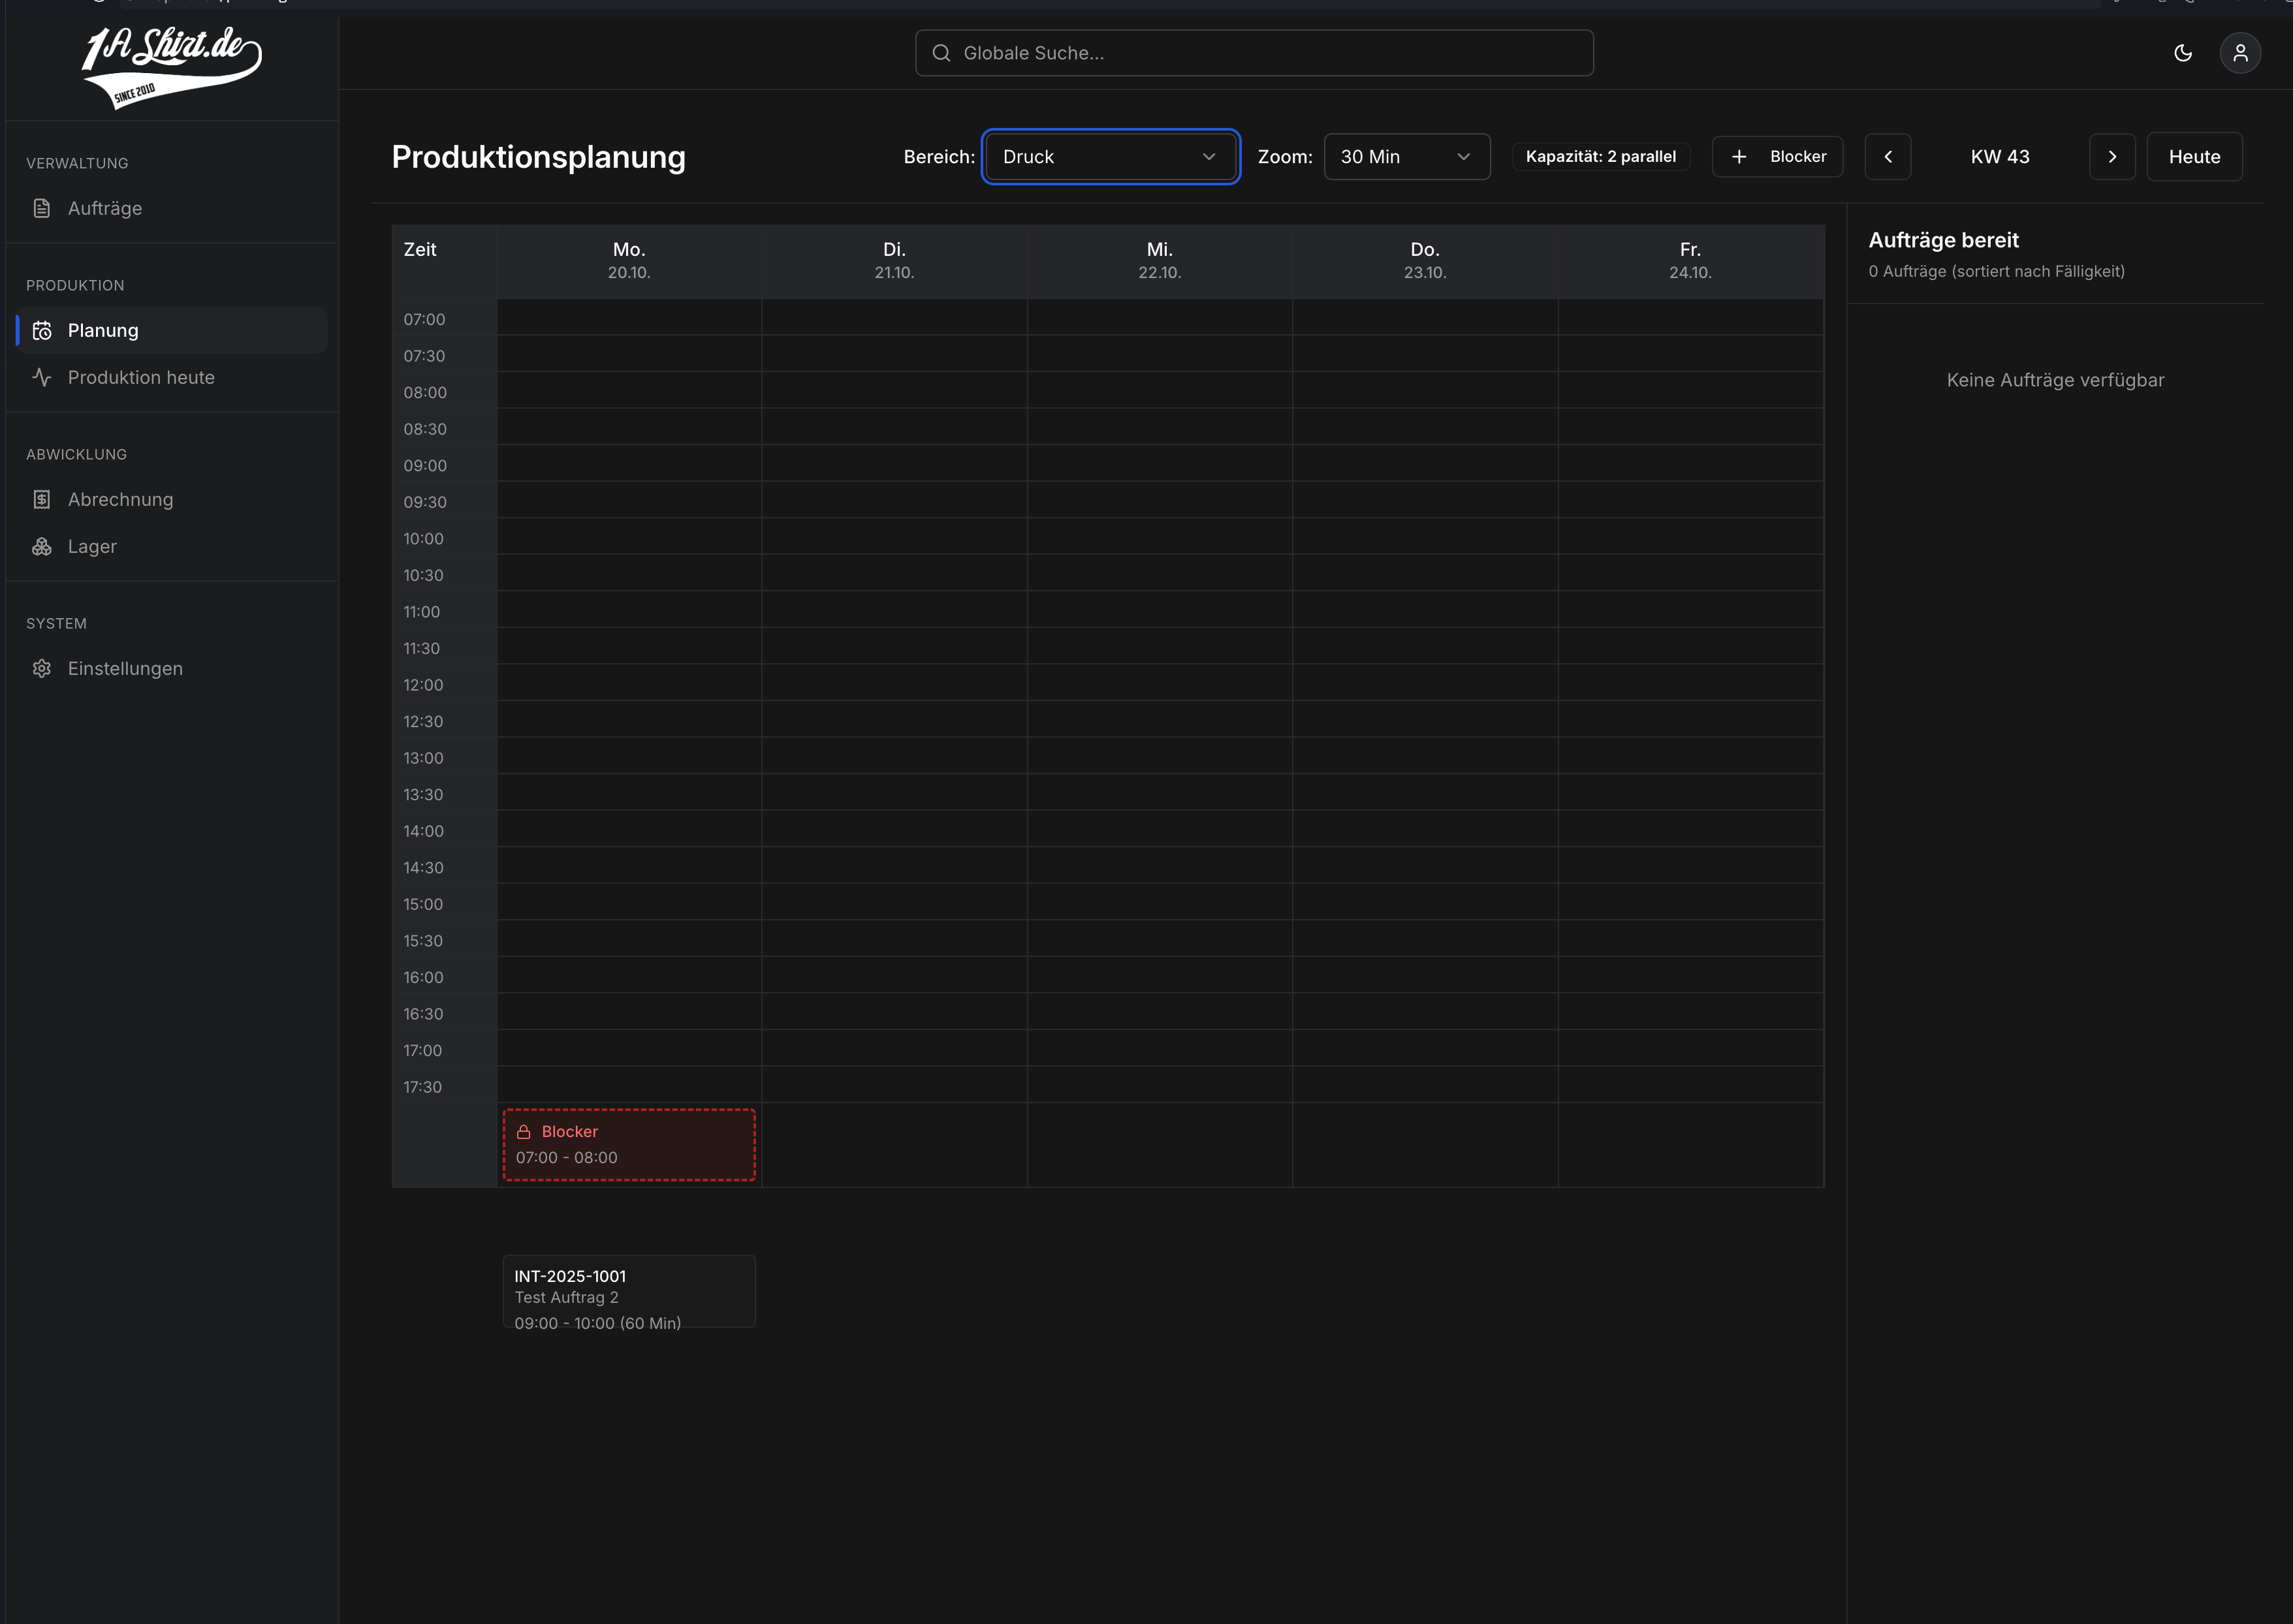 1A Shirt.de
SINCE 2010
Globale Suche...
VERWALTUNG
Aufträge
PRODUKTION
Planung
Produktion heute
ABWICKLUNG
Abrechnung
Lager
SYSTEM
Einstellungen
Produktionsplanung
Bereich: Druck
Zoom: 30 Min
Kapazität: 2 parallel
+ Blocker
KW 43
Heute
Zeit
Mo.
20.10.
Di.
21.10.
Mi.
22.10.
Do.
23.10.
Fr.
24.10.
07:00
07:30
08:00
08:30
09:00
09:30
10:00
10:30
11:00
11:30
12:00
12:30
13:00
13:30
14:00
14:30
15:00
15:30
16:00
16:30
17:00
17:30
Blocker
07:00 - 08:00
INT-2025-1001
Test Auftrag 2
09:00 - 10:00 (60 Min)
Aufträge bereit
0 Aufträge (sortiert nach Fälligkeit)
Keine Aufträge verfügbar